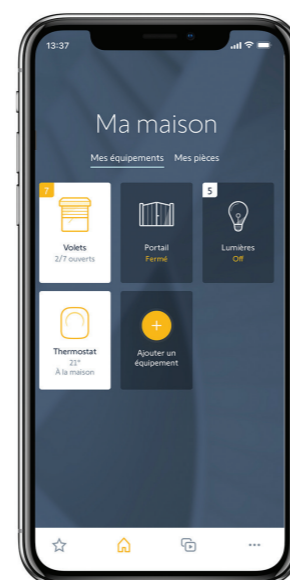 13:37
Ma maison
Mes équipements Mes pièces
7
Volets
2/7 ouverts
Portail
Fermé
5
Lumières
Off
Thermostat
21°
À la maison
Ajouter un
équipement